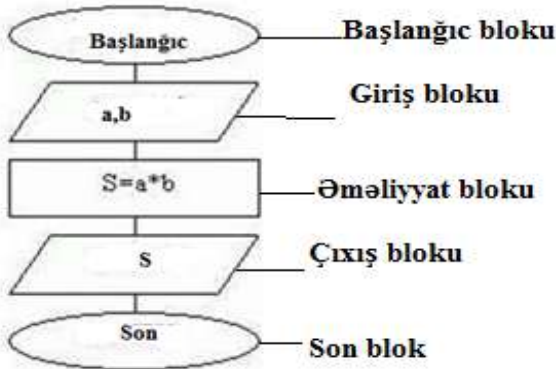 Başlanğıc
Başlanğıc bloku
a,b
Giriş bloku
S=a*b
Əməliyyat bloku
S
Çıxış bloku
Son
Son blok